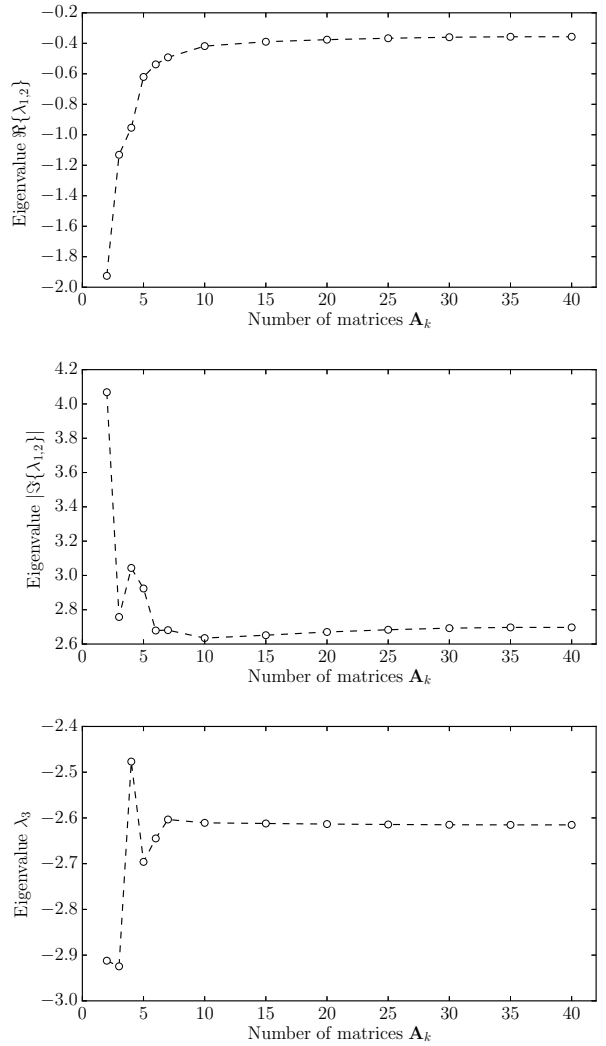 −0.2
−0.4
−0.6
−0.8
−1.0
−1.2
−1.4
−1.6
−1.8
−2.0
Eigenvalue ℜ{λ1,2}
0 5 10 15 20 25 30 35 40
Number of matrices Ak
4.2
4.0
3.8
3.6
3.4
3.2
3.0
2.8
2.6
Eigenvalue |ℑ{λ1,2}|
0 5 10 15 20 25 30 35 40
Number of matrices Ak
−2.4
−2.5
−2.6
−2.7
−2.8
−2.9
−3.0
Eigenvalue λ3
0 5 10 15 20 25 30 35 40
Number of matrices Ak